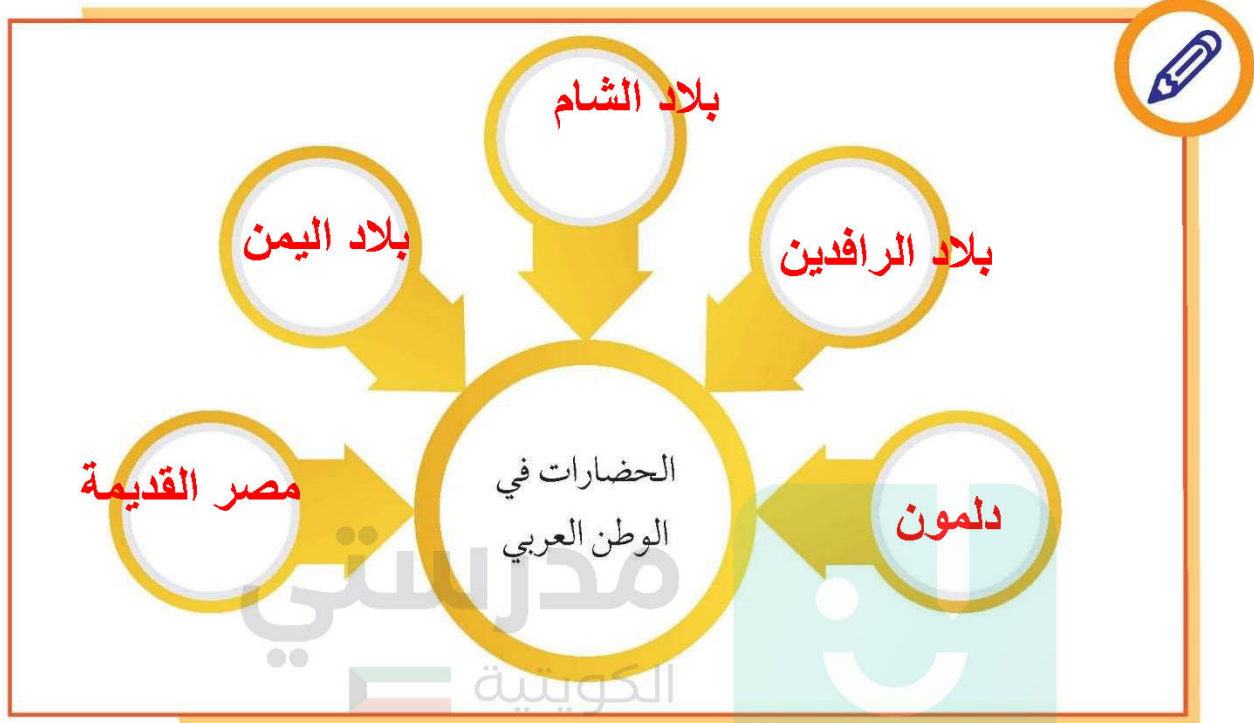 بلاد الشام
بلاد الرافدين
بلاد اليمن
دلمون
مصر القديمة
الحضارات في
الوطن العربي
مدرستي
الكويتية